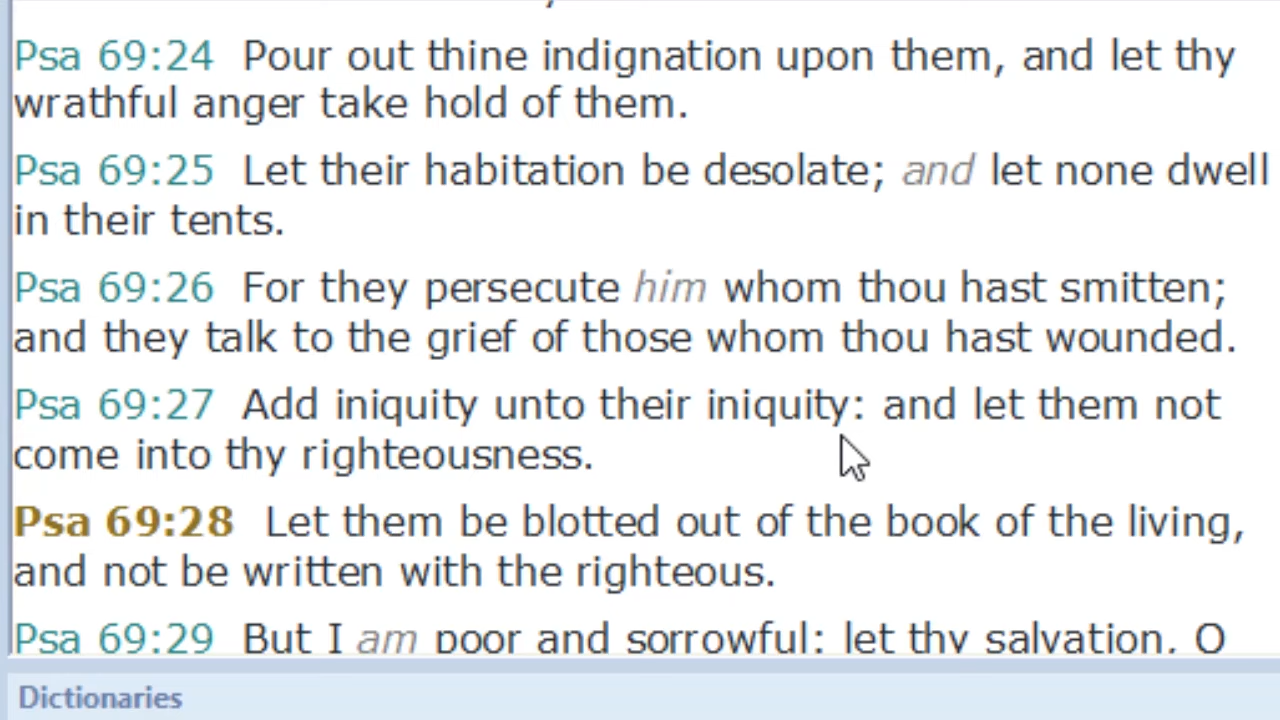 Psa 69:24 Pour out thine indignation upon them, and let thy
wrathful anger take hold of them.
Psa 69:25 Let their habitation be desolate; and let none dwell
in their tents.
Psa 69:26 For they persecute him whom thou hast smitten;
and they talk to the grief of those whom thou hast wounded.
Psa 69:27 Add iniquity unto their iniquity: and let them not
come into thy righteousness.
Psa 69:28 Let them be blotted out of the book of the living,
and not be written with the righteous.
Psa 69:29 But I am poor and sorrowful: let thy salvation, O
Dictionaries